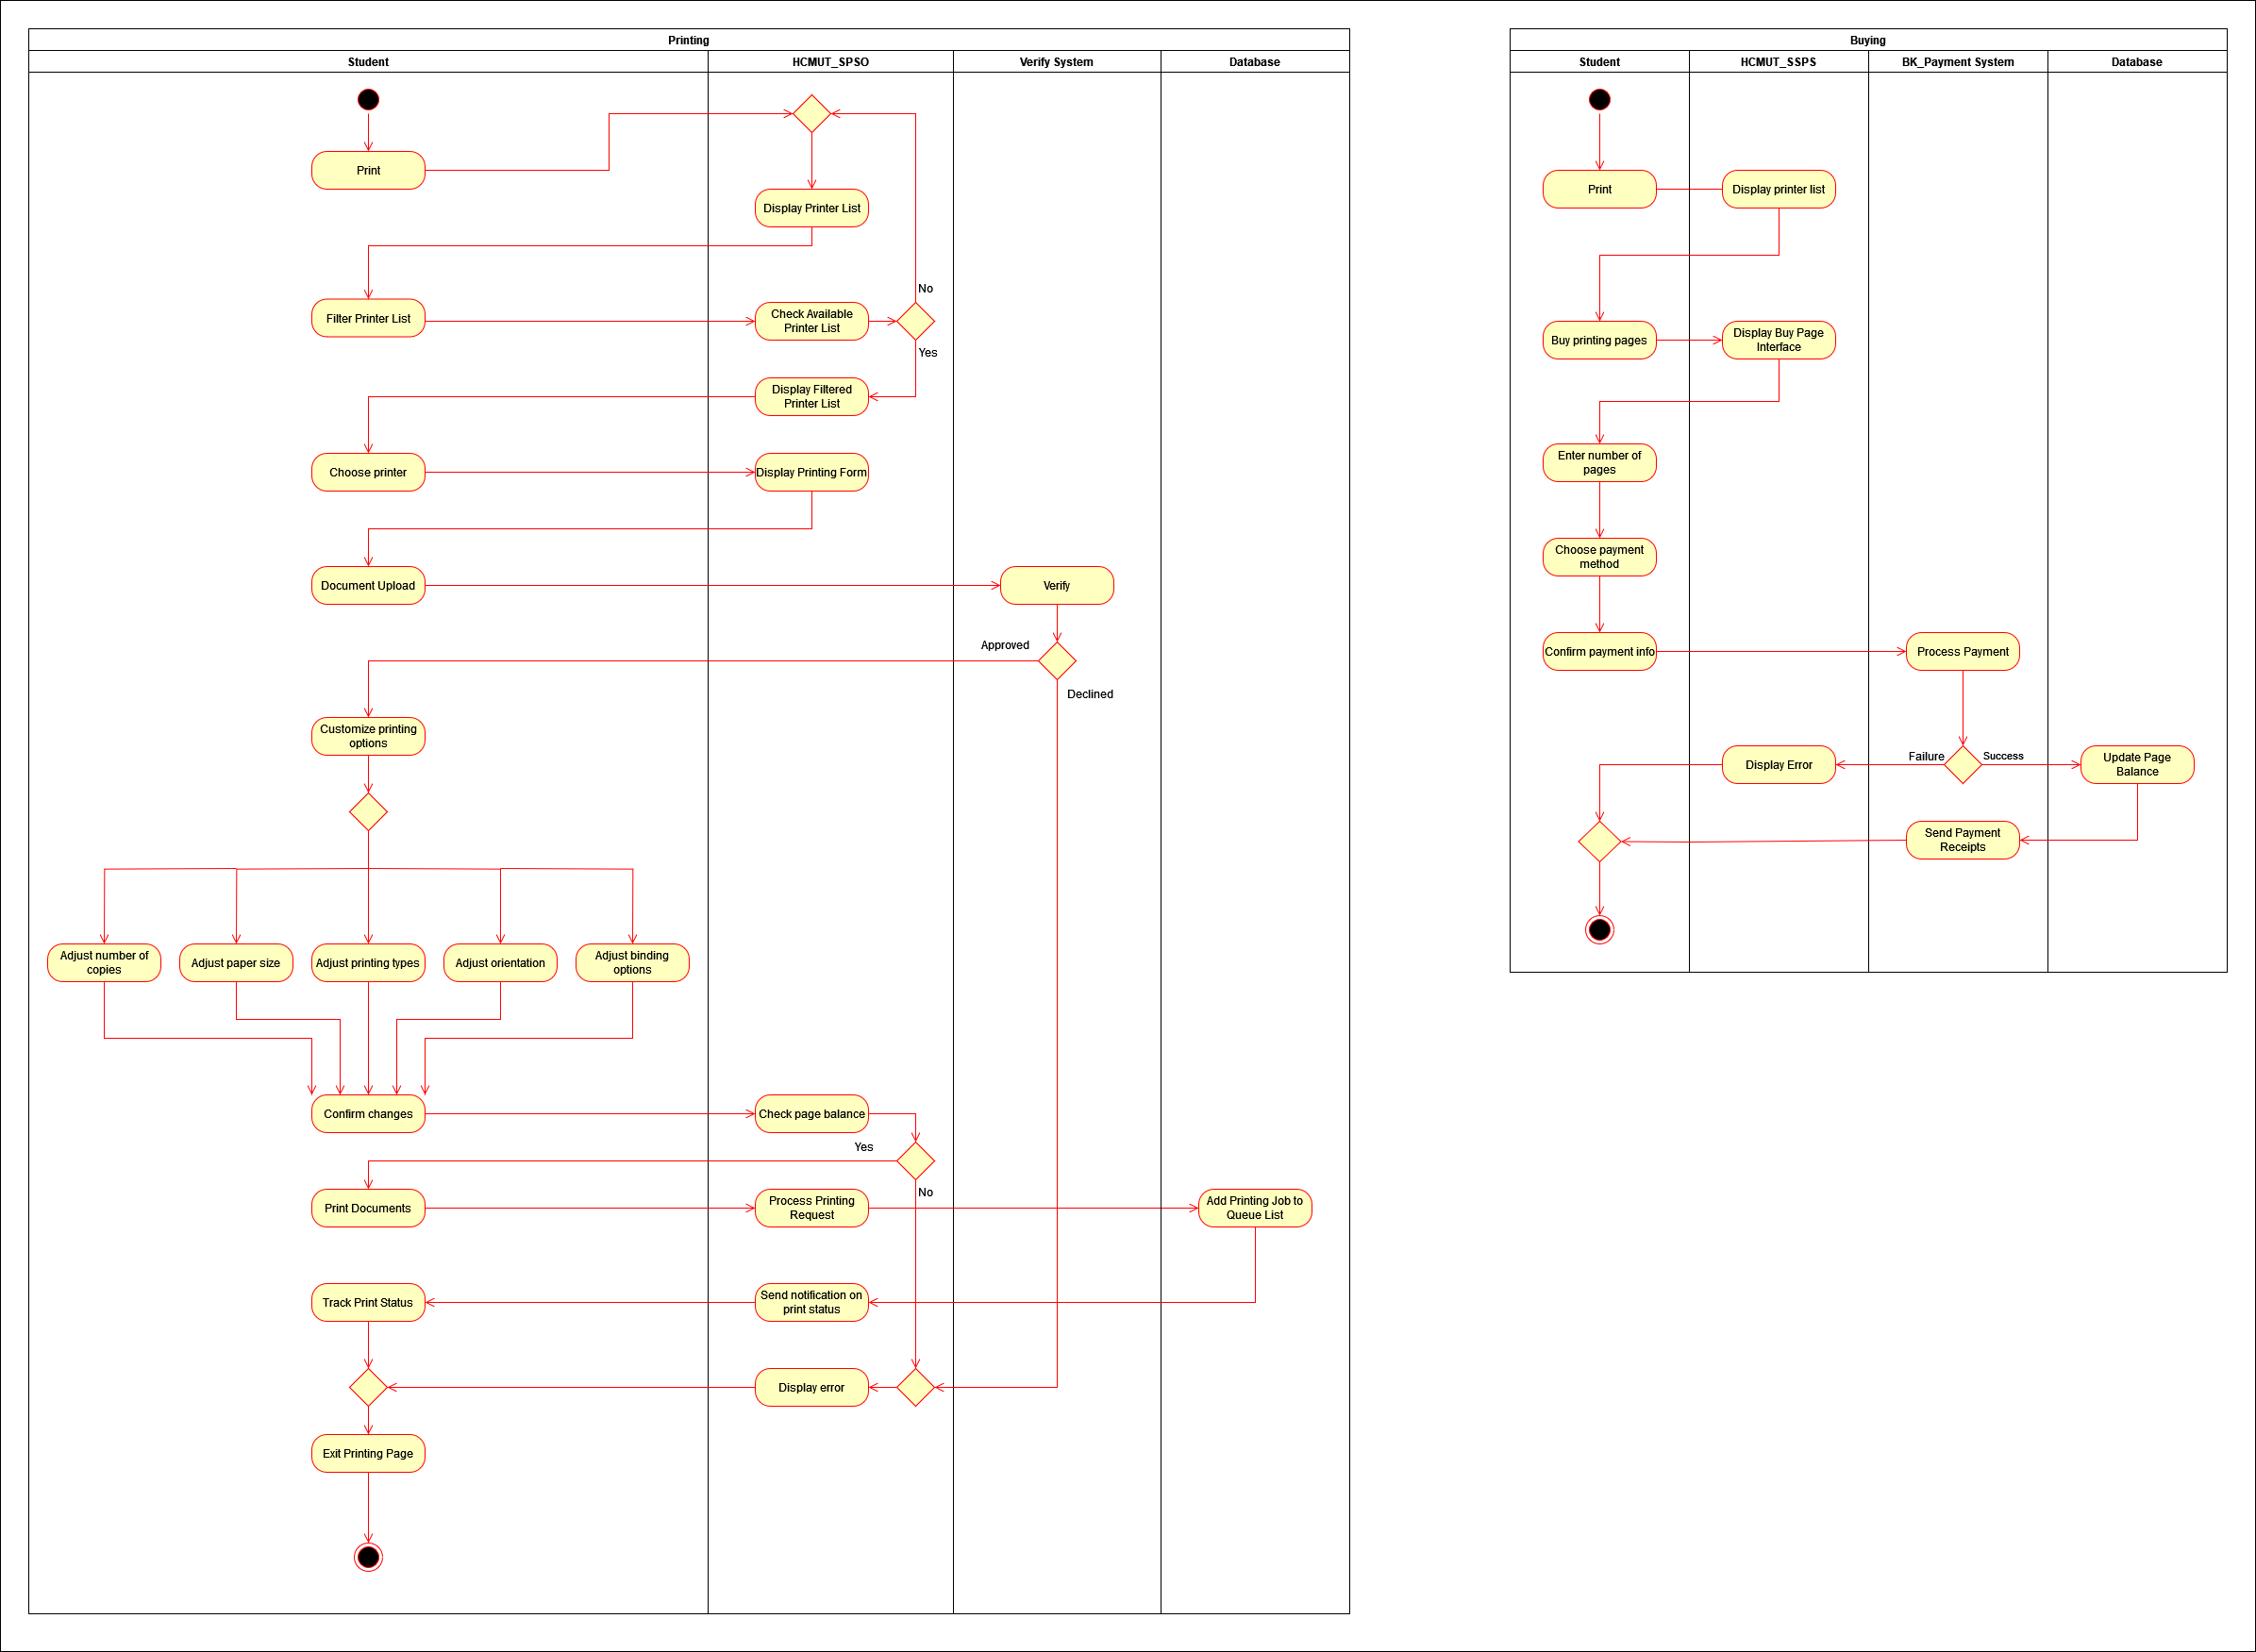 Printing
Student
HCMUT_SPSO
Verify System
Database
Print
Display Printer List
No
Filter Printer List
Check Available
Printer List
Yes
Display Filtered
Printer List
Choose printer
Display Printing Form
Document Upload
Verify
Approved
Declined
Customize printing
options
Adjust number of
copies
Adjust paper size
Adjust printing types
Adjust orientation
Adjust binding
options
Confirm changes
Check page balance
Yes
No
Print Documents
Process Printing
Request
Add Printing Job to
Queue List
Track Print Status
Send notification on
print status
Display error
Exit Printing Page
Buying
Student
HCMUT_SSPS
BK_Payment System
Database
Print
Display printer list
Buy printing pages
Display Buy Page
Interface
Enter number of
pages
Choose payment
method
Confirm payment info
Process Payment
Display Error
Failure
Success
Update Page
Balance
Send Payment
Receipts